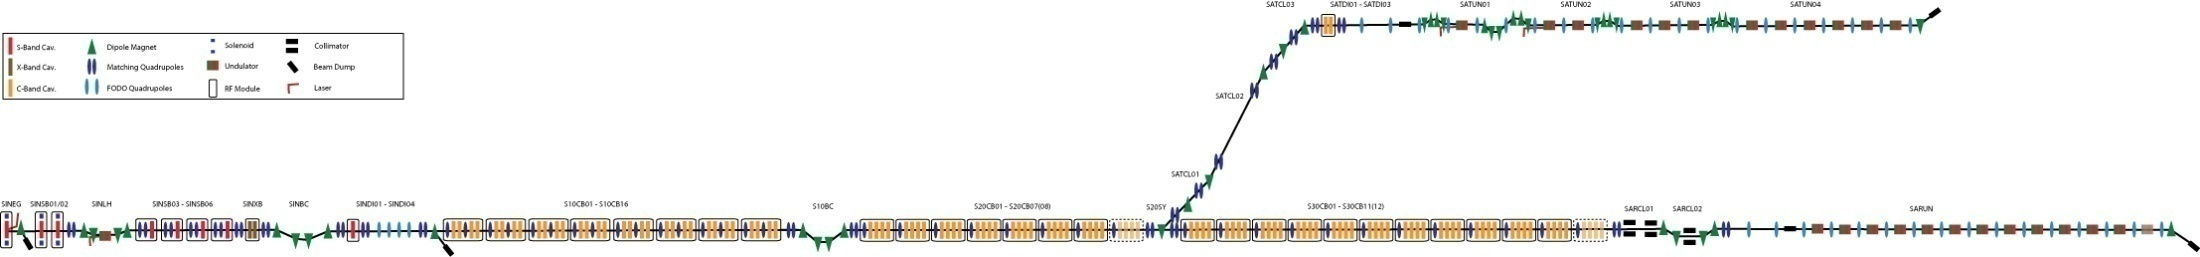 SATCL03 SATDI01 - SATDI03 SATUN01 SATUN02 SATUN03 SATUN04
S-Band Cav. Dipole Magnet Solenoid Collimator
X-Band Cav. Matching Quadrupoles Undulator Beam Dump
C-Band Cav. FODO Quadrupoles RF Module Laser
SATCL02
SATCL01
SINEG SINSB01/02 SINLH SINSB03 - SINSB06 SINXB SINBC SINDI01 - SINDI04 S10CB01 - S10CB16 S10BC S20CB01 - S20CB07(08) S20SY S30CB01 - S30CB11(12) SARCL01 SARCL02 SARUN